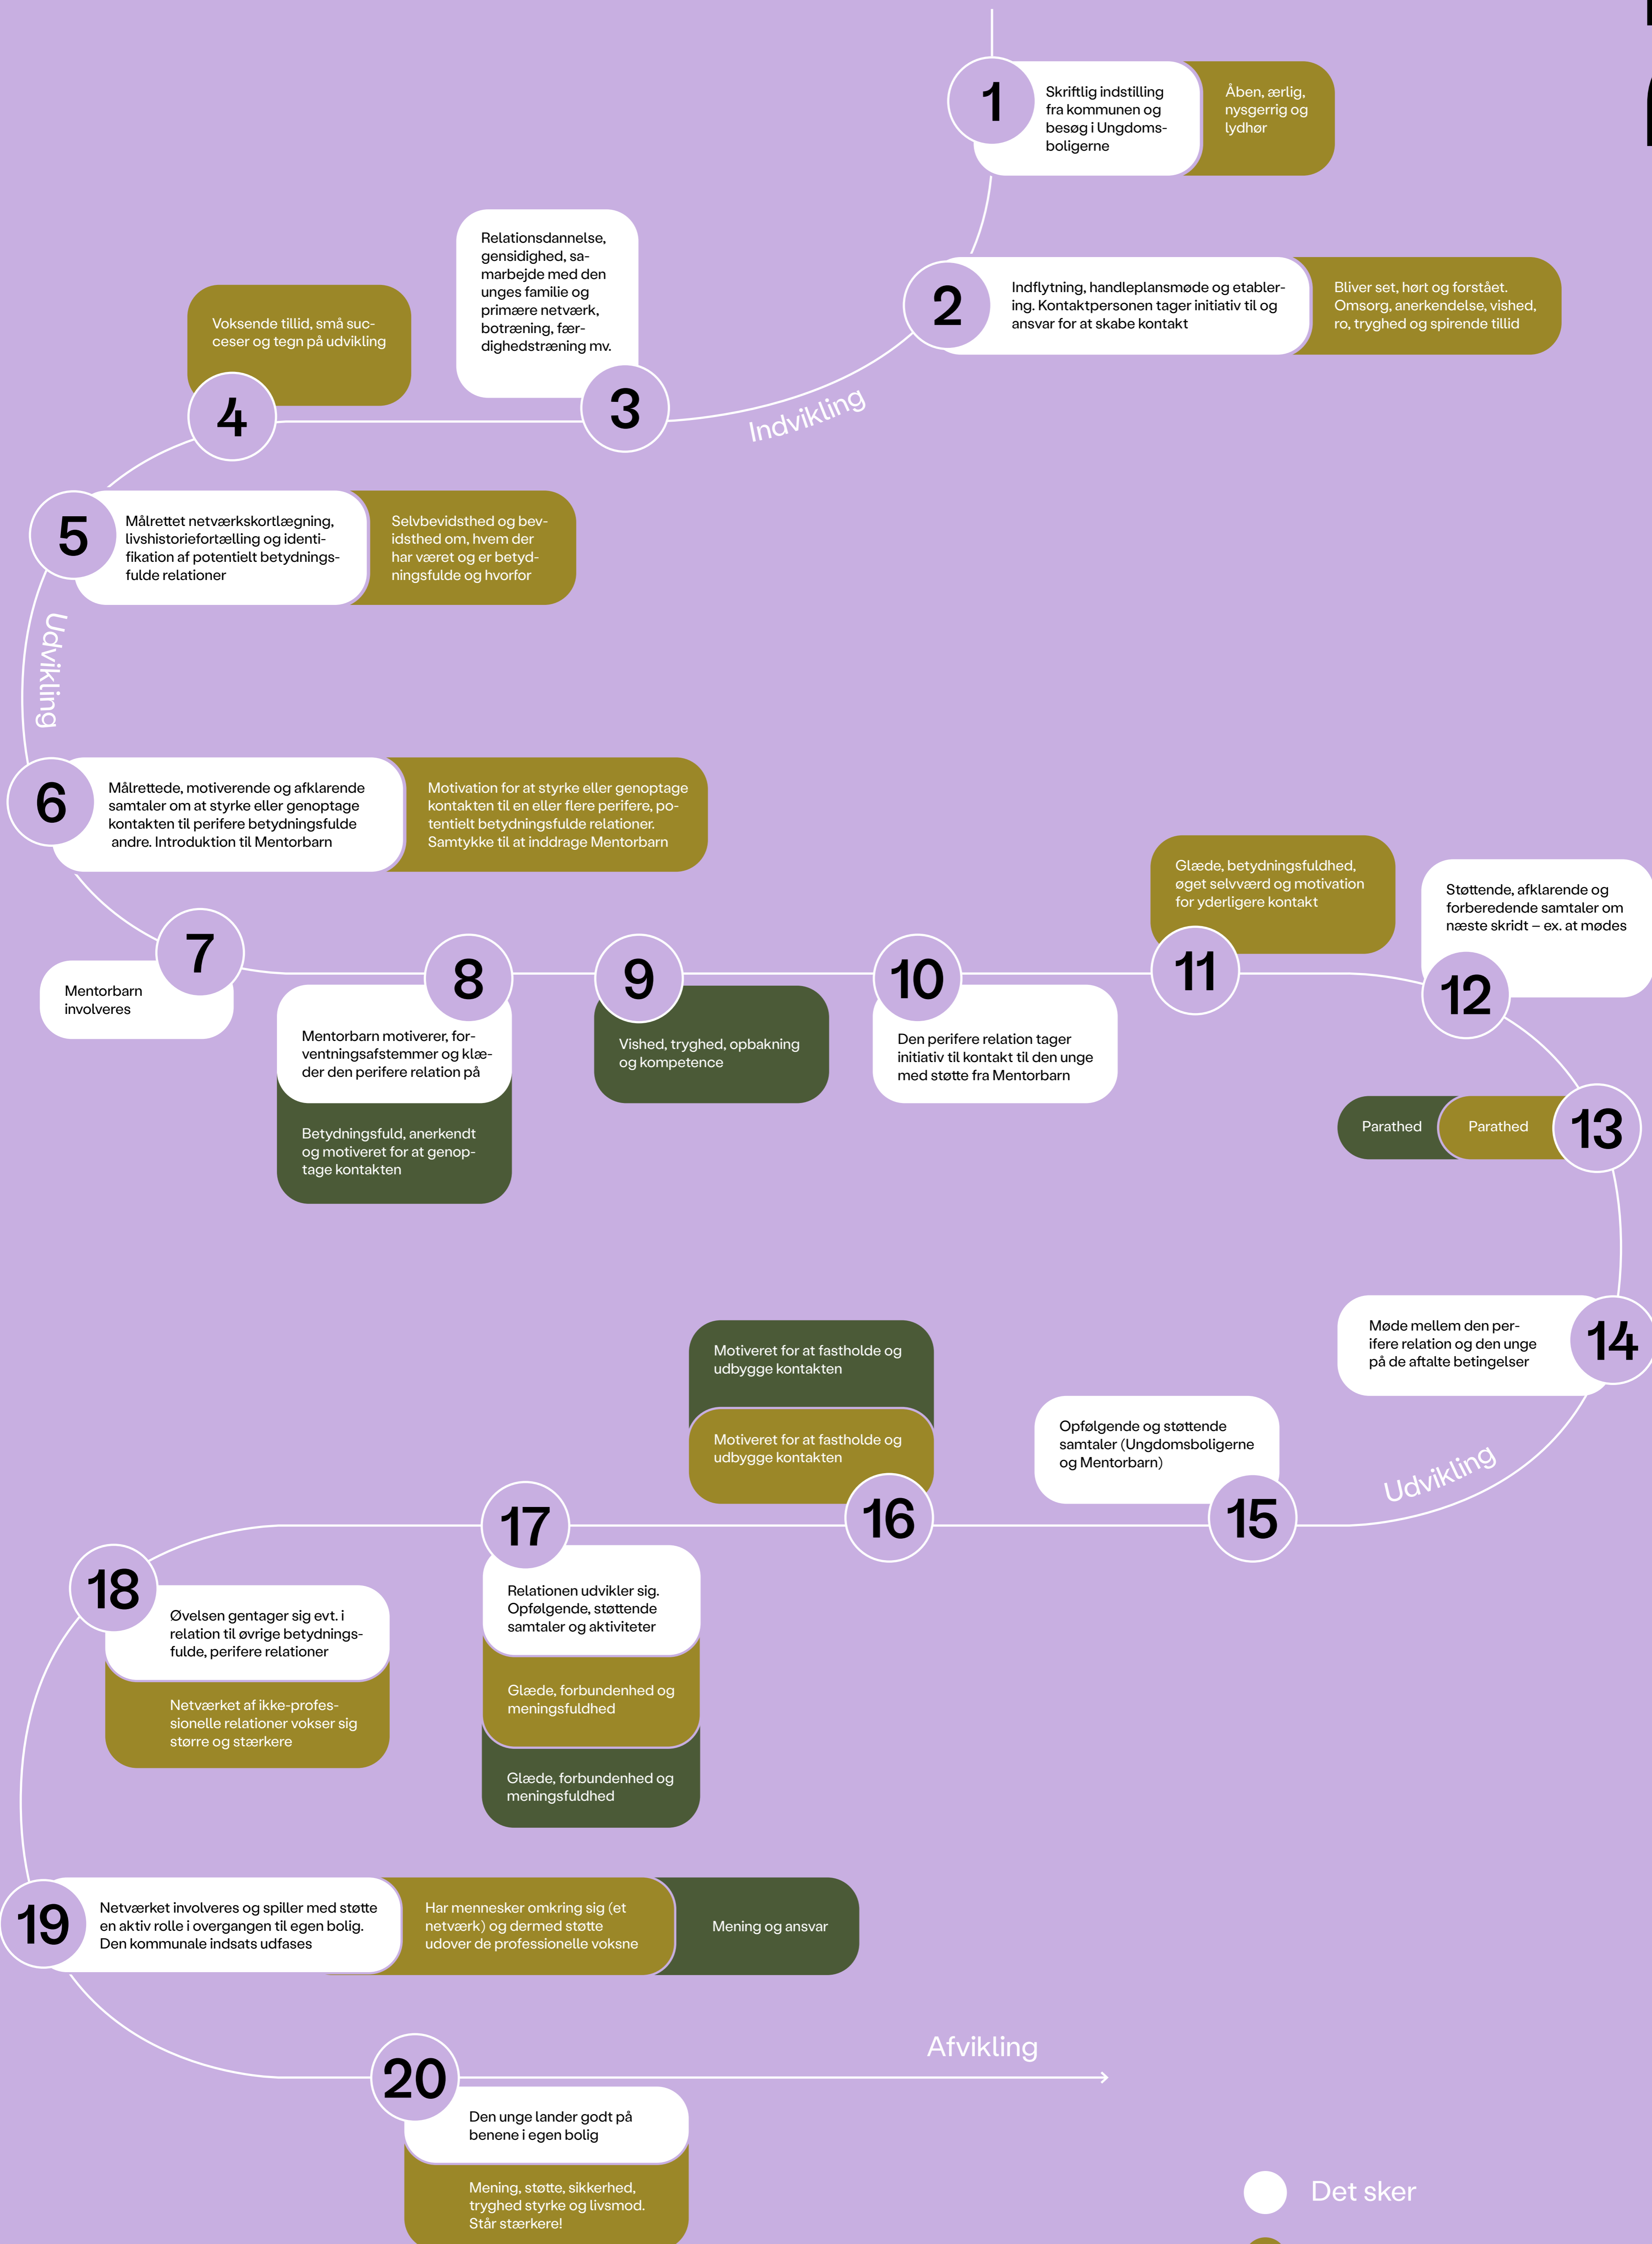 1
Skriftlig indstilling
fra kommunen og
besøg i Ungdoms-
boligerne
Åben, ærlig,
nysgerrig og
lydhør
2
Indflytning, handleplansmøde og etabler-
ing. Kontaktpersonen tager initiativ til og
ansvar for at skabe kontakt
Bliver set, hørt og forstået.
Omsorg, anerkendelse, vished,
ro, tryghed og spirende tillid
Indvikling
3
Relationsdannelse,
gensidighed, sa-
marbejde med den
unges familie og
primære netværk,
botræning, fær-
dighedstræning mv.
4
Voksende tillid, små suc-
ceser og tegn på udvikling
5
Målrettet netværkskortlægning,
livshistoriefortælling og identi-
fikation af potentielt betydnings-
fulde relationer
Selvbevidsthed og bev-
idsthed om, hvem der
har været og er betyd-
ningsfulde og hvorfor
Udvikling
6
Målrettede, motiverende og afklarende
samtaler om at styrke eller genoptage
kontakten til perifere betydningsfulde
andre. Introduktion til Mentorbarn
Motivation for at styrke eller genoptage
kontakten til en eller flere perifere, po-
tentielt betydningsfulde relationer.
Samtykke til at inddrage Mentorbarn
7
Mentorbarn
involveres
8
Mentorbarn motiverer, for-
ventningsafstemmer og klæ-
der den perifere relation på
Betydningsfuld, anerkendt
og motiveret for at genop-
tage kontakten
9
Vished, tryghed, opbakning
og kompetence
10
Den perifere relation tager
initiativ til kontakt til den unge
med støtte fra Mentorbarn
11
Glæde, betydningsfuldhed,
øget selvværd og motivation
for yderligere kontakt
12
Støttende, afklarende og
forberedende samtaler om
næste skridt – ex. at mødes
13
Parathed
Parathed
14
Møde mellem den per-
ifere relation og den unge
på de aftalte betingelser
Udvikling
15
Opfølgende og støttende
samtaler (Ungdomsboligerne
og Mentorbarn)
16
Motiveret for at fastholde og
udbygge kontakten
Motiveret for at fastholde og
udbygge kontakten
17
Relationen udvikler sig.
Opfølgende, støttende
samtaler og aktiviteter
Glæde, forbundenhed og
meningsfuldhed
Glæde, forbundenhed og
meningsfuldhed
18
Øvelsen gentager sig evt. i
relation til øvrige betydnings-
fulde, perifere relationer
Netværket af ikke-profes-
sionelle relationer vokser sig
større og stærkere
19
Netværket involveres og spiller med støtte
en aktiv rolle i overgangen til egen bolig.
Den kommunale indsats udfases
Har mennesker omkring sig (et
netværk) og dermed støtte
udover de professionelle voksne
Mening og ansvar
20
Den unge lander godt på
benene i egen bolig
Mening, støtte, sikkerhed,
tryghed styrke og livsmod.
Står stærkere!
Afvikling
Det sker